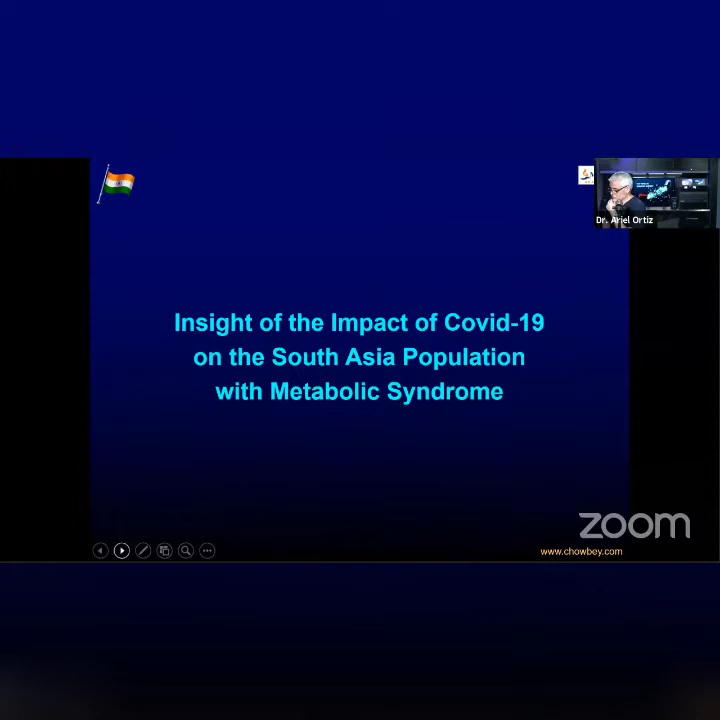 Dr. Ariel Ortiz
Insight of the Impact of Covid-19
on the South Asia Population
with Metabolic Syndrome
zoom
www.chowbey.com